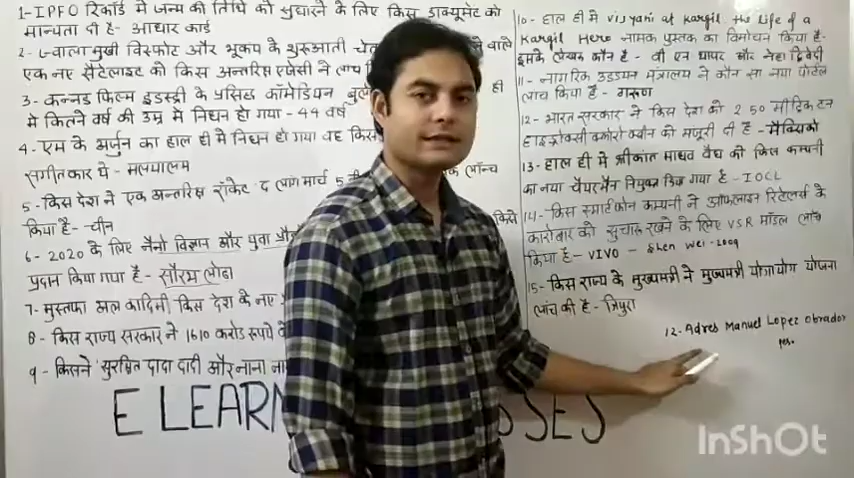 1- IPFO रिकॉर्ड में जन्म की तिथि को सुधारने के लिए किस डाक्यूमेंट को
मान्यता दी है- आधार कार्ड
2- ज्वालामुखी विस्फोट और भूकंप के शुरुआती चेत वाले
एक नए सैटेलाइट को किस अन्तरिक्ष एजेंसी ने लांच
3- कन्नड फिल्म इंडस्ट्री के प्रसिद्ध कॉमेडियन ही
में कितने वर्ष की उम्र में निधन हो गया - 44 वर्ष
4- एम के अर्जुन का हाल ही में निधन हो गया वह किस
संगीतकार थे - मलयालम
5- किस देश ने एक अन्तरिक्ष रॉकेट द लांग मार्च 5 के लॉन्च
किया है- चीन
6- 2020 के लिए नैनो विज्ञान और युवा किसे
प्रदान किया गया है - सौरभ लोढा
7- मुस्तफा अल कादिमी किस देश के नए
8- किस राज्य सरकार ने 1610 करोड रूपये
9- किसने सुरक्षित दादा दादी और नाना ना
10- हाल ही में Vijyant at Kargil the Life of a
Kargil Hero नामक पुस्तक का विमोचन किया है-
इसके लेखक कौन है - वी एन थापर और नेहा द्विवेदी
11- नागरिक उड्डयन मंत्रालय ने कौन सा नया पोर्टल
लांच किया है - गरूण
12- भारत सरकार ने किस देश को 2 50 मीट्रिक टन
हाइड्रोक्सी क्लोरोक्वीन की मंजूरी दी है - मैक्सिको
13- हाल ही में श्रीकांत माधव वैद्य को किस कम्पनी
का नया चेयरमैन नियुक्त किया गया है - IOCL
14- किस स्मार्टफोन कम्पनी ने ऑफलाइन रिटेलर्स के
कारोबार को सुचारू रखने के लिए VSR मॉडल लांच
किया है- VIVO - Shen Wei - 2009
15- किस राज्य के मुख्यमंत्री ने मुख्यमंत्री योगायोग योजना
लांच की है - त्रिपुरा
12- Adres Manuel Lopez Obrador
pres.
E LEARN SSES
InShOt